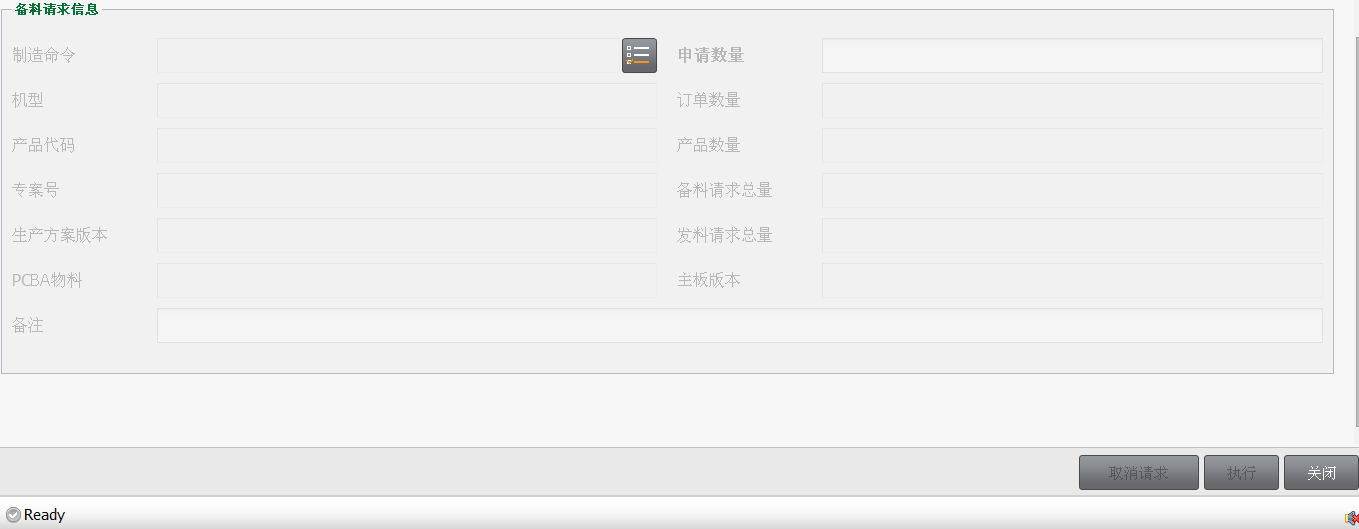 备料请求信息
制造命令 申请数量
机型 订单数量
产品代码 产品数量
专案号 备料请求总量
生产方案版本 发料请求总量
PCBA物料 主板版本
备注
取消请求 执行 关闭
Ready